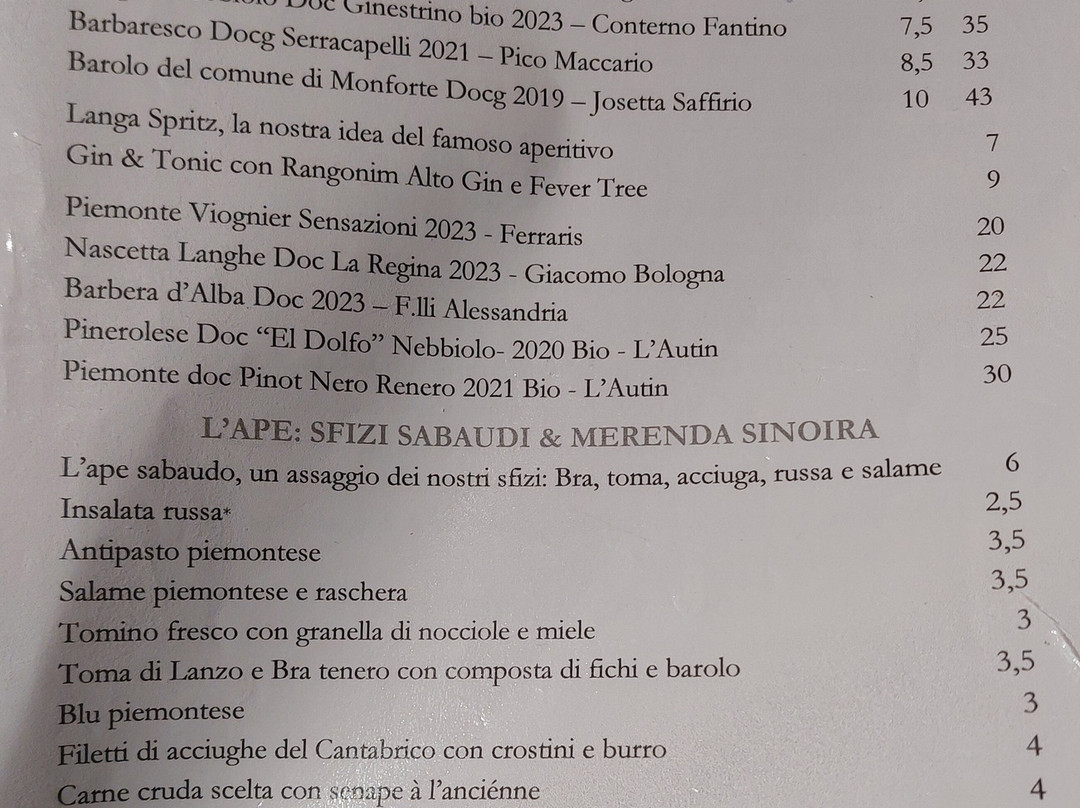 Doc Ginestrino bio 2023 – Conterno Fantino 7,5 35
Barbaresco Docg Serracapelli 2021 – Pico Maccario 8,5 33
Barolo del comune di Monforte Docg 2019 – Josetta Saffirio 10 43
Langa Spritz, la nostra idea del famoso aperitivo 7
Gin & Tonic con Rangonim Alto Gin e Fever Tree 9
Piemonte Viognier Sensazioni 2023 - Ferraris 20
Nascetta Langhe Doc La Regina 2023 - Giacomo Bologna 22
Barbera d’Alba Doc 2023 – F.lli Alessandria 22
Pinerolese Doc “El Dolfo” Nebbiolo- 2020 Bio - L’Autin 25
Piemonte doc Pinot Nero Renero 2021 Bio - L’Autin 30
L’APE: SFIZI SABAUDI & MERENDA SINOIRA
L’ape sabaudo, un assaggio dei nostri sfizi: Bra, toma, acciuga, russa e salame 6
Insalata russa* 2,5
Antipasto piemontese 3,5
Salame piemontese e raschera 3,5
Tomino fresco con granella di nocciole e miele 3
Toma di Lanzo e Bra tenero con composta di fichi e barolo 3,5
Blu piemontese 3
Filetti di acciughe del Cantabrico con crostini e burro 4
Carne cruda scelta con senape à l’anciénne 4